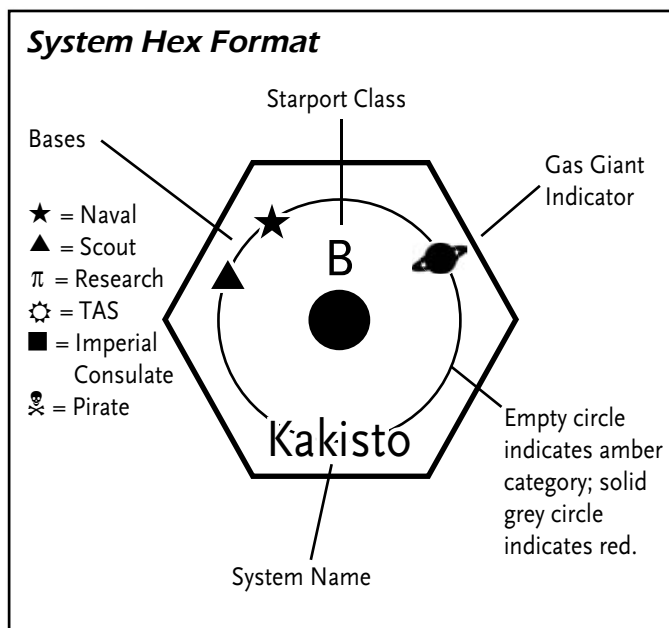 System Hex Format
Starport Class
Bases
Gas Giant
Indicator
★ = Naval
▲ = Scout
π = Research
☼ = TAS
■ = Imperial
Consulate
☠ = Pirate
B
Kakisto
Empty circle
indicates amber
category; solid
grey circle
indicates red.
System Name